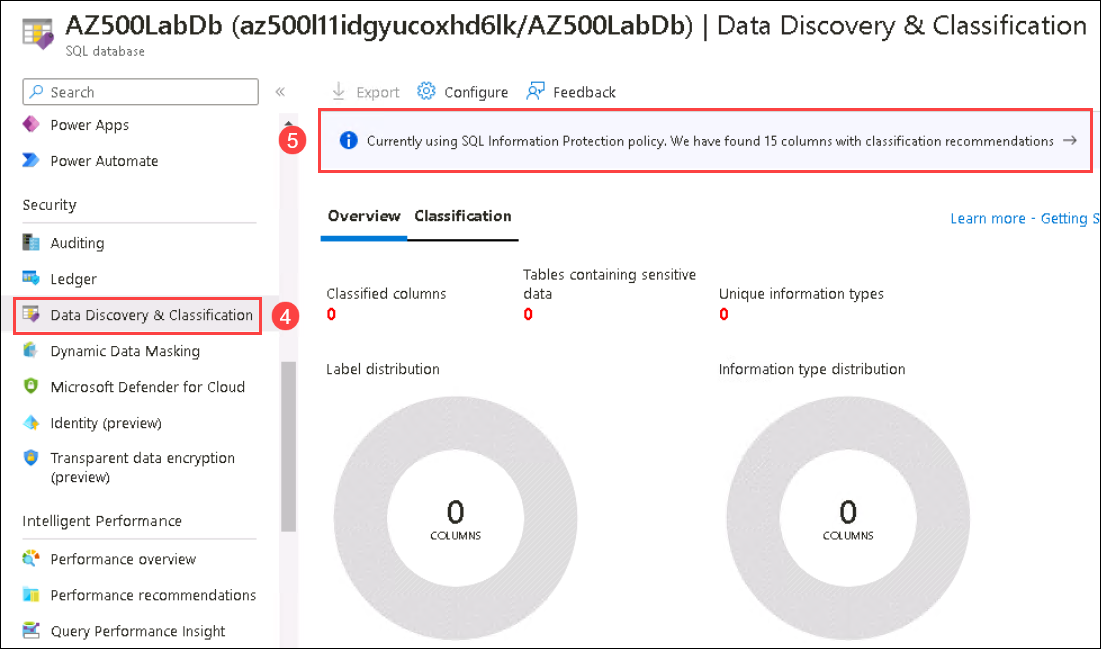 AZ500LabDb (az500l11idgyucoxhd6lk/AZ500LabDb) | Data Discovery & Classification
SQL database
Search
Power Apps
Power Automate
Security
Auditing
Ledger
Data Discovery & Classification
4
Dynamic Data Masking
Microsoft Defender for Cloud
Identity (preview)
Transparent data encryption
(preview)
Intelligent Performance
Performance overview
Performance recommendations
Query Performance Insight
Export
Configure
Feedback
5
Currently using SQL Information Protection policy. We have found 15 columns with classification recommendations →
Overview
Classification
Learn more - Getting S
Classified columns
0
Tables containing sensitive
data
0
Unique information types
0
Label distribution
0
COLUMNS
Information type distribution
0
COLUMNS